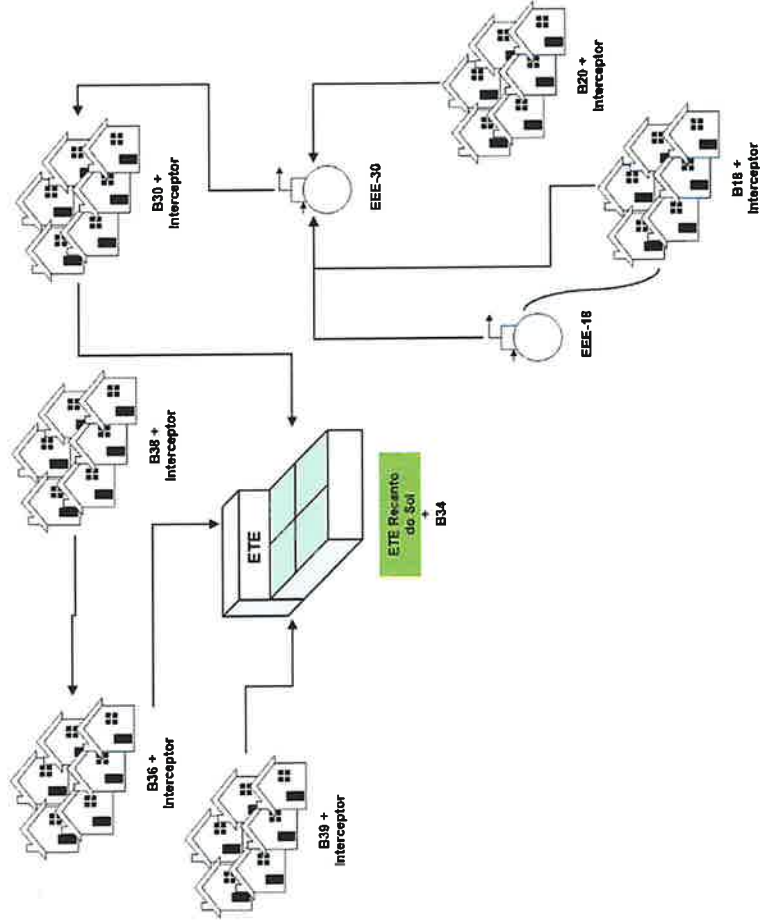 B36 +
Interceptor
B38 +
Interceptor
B30 +
Interceptor
B39 +
Interceptor
ETE
ETE Recanto
do Sol
+
B34
EEE-30
EEE-18
B20 +
Interceptor
B18 +
Interceptor